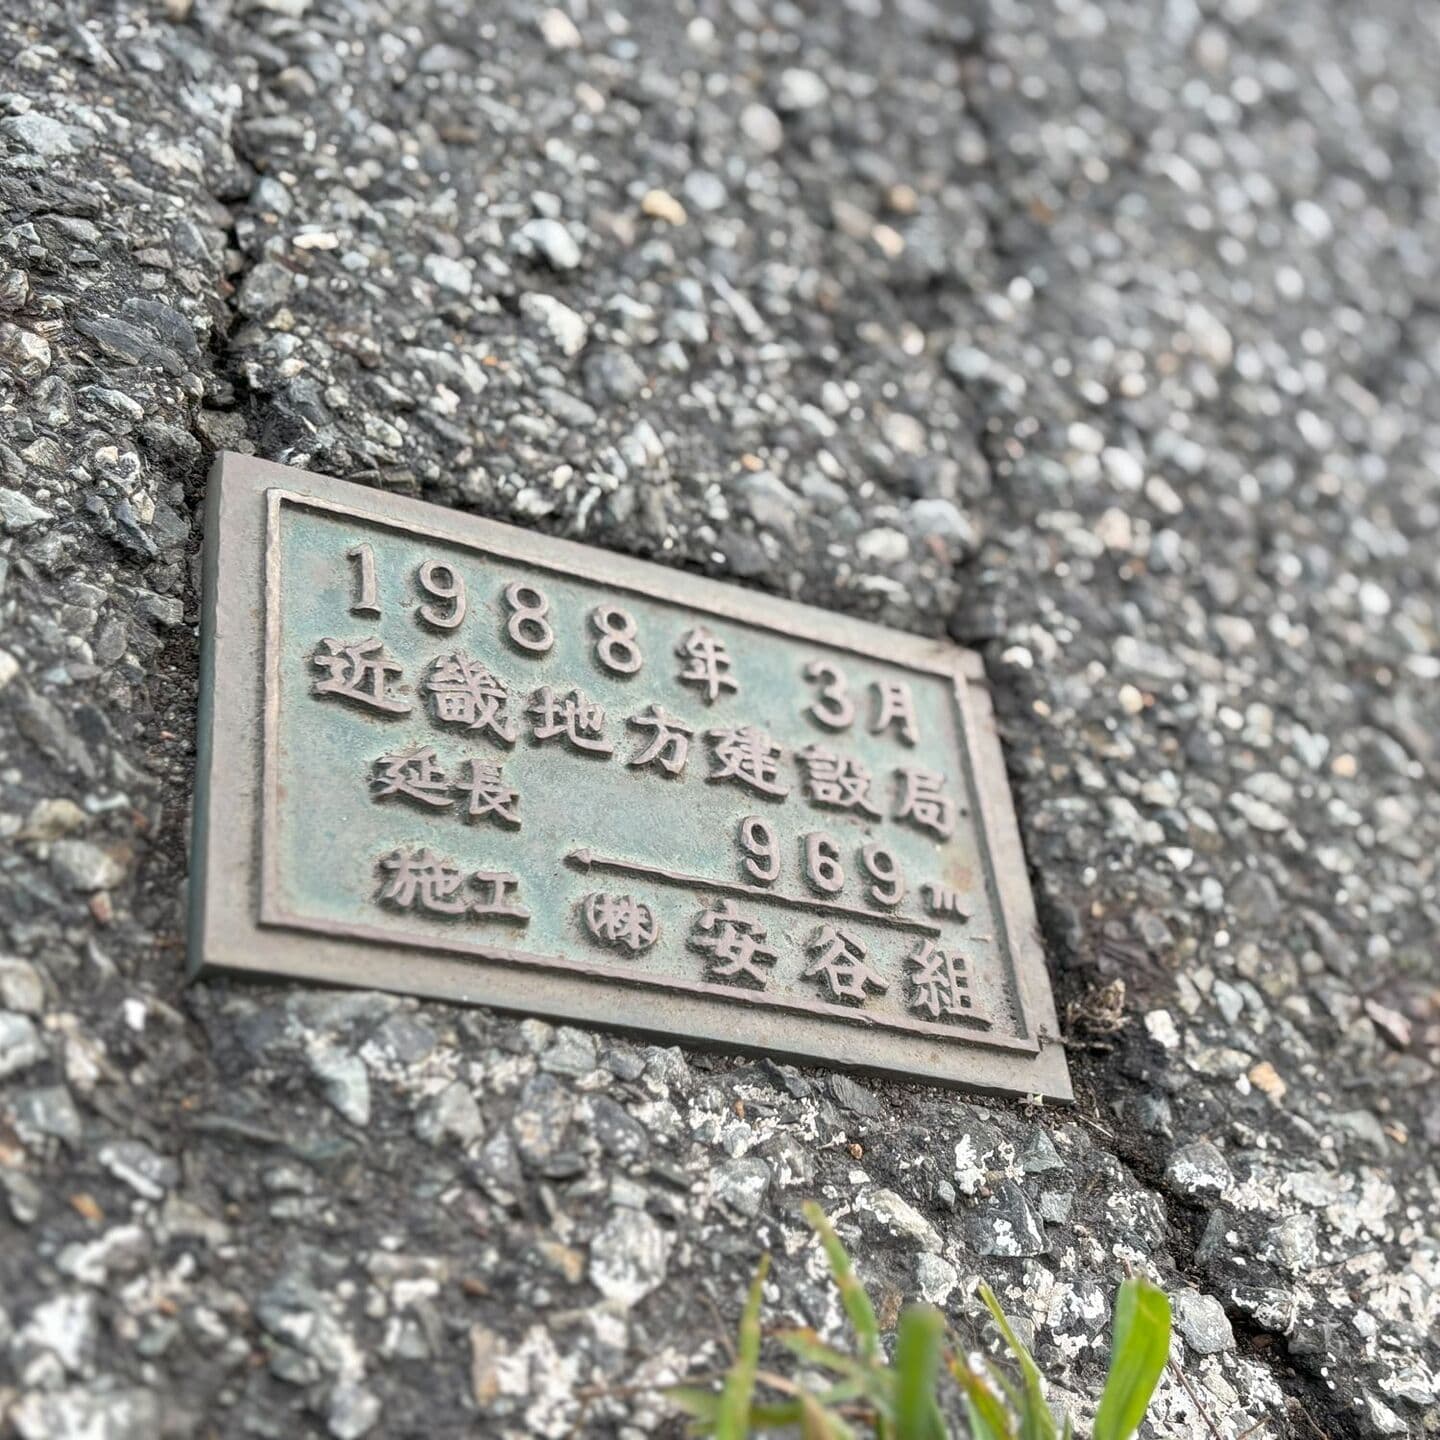 1988年 3月
近畿地方建設局
延長 ← 969m
施工 ㈱ 安谷組